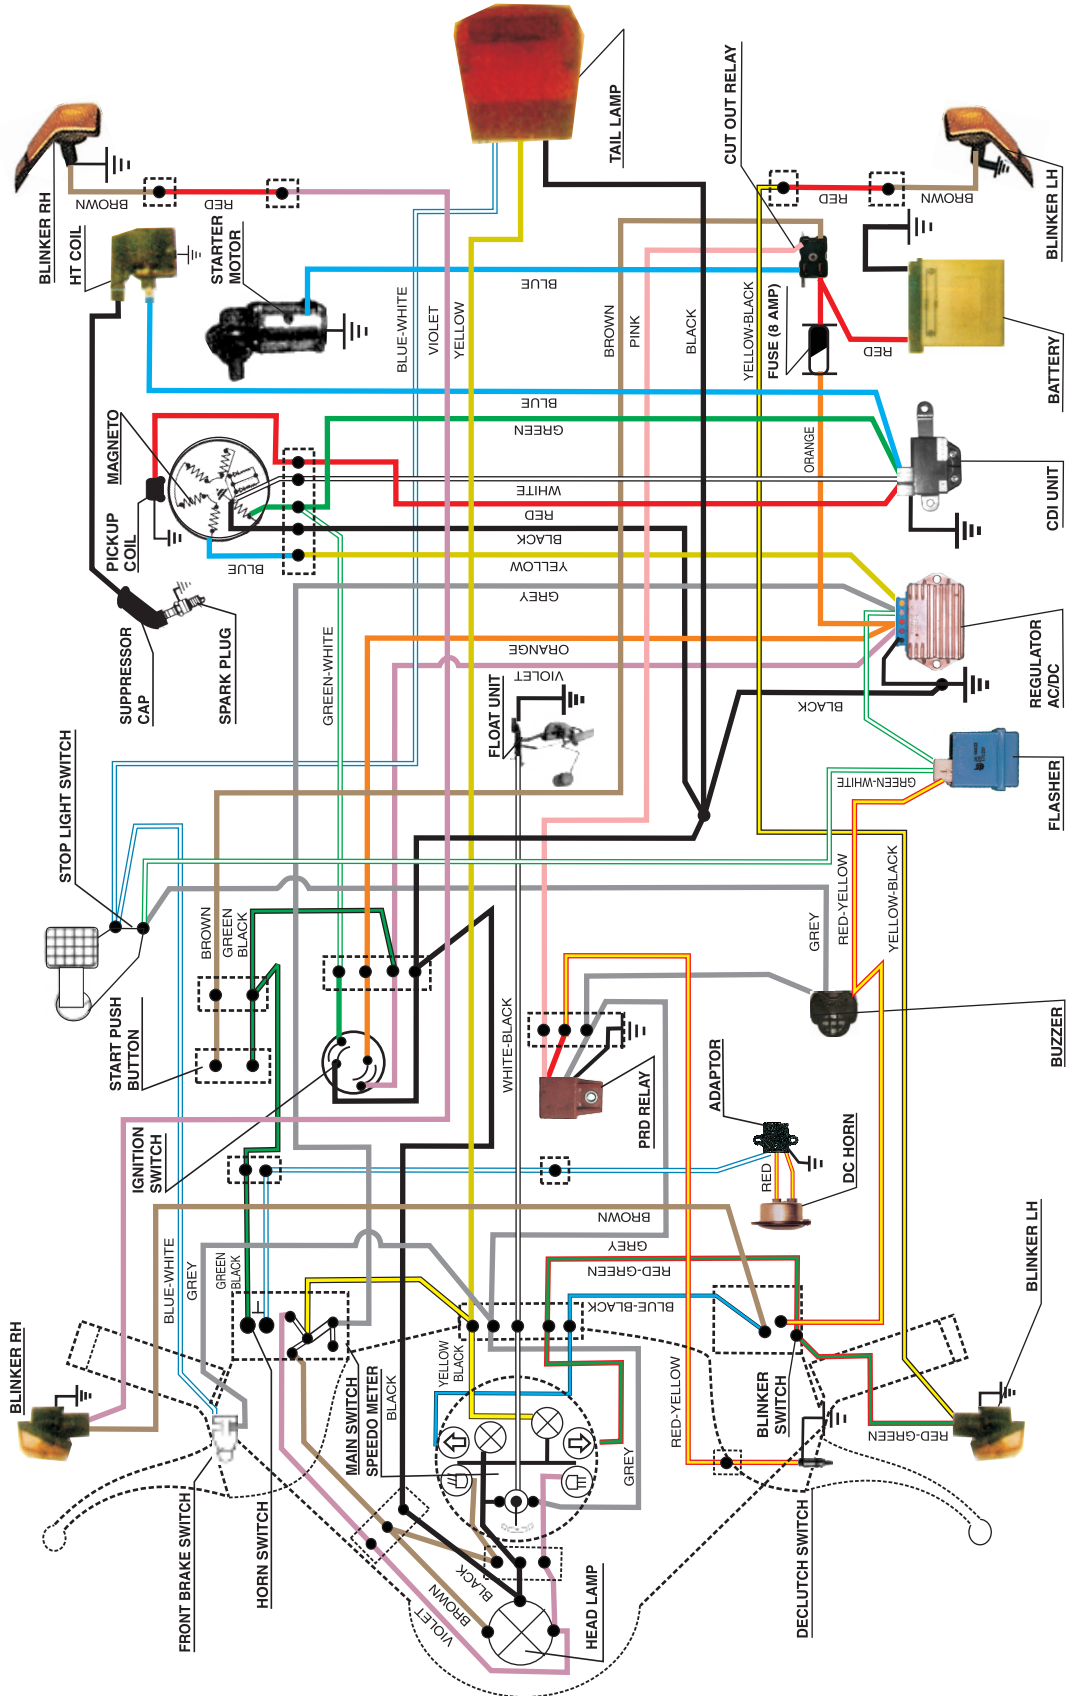 TAIL LAMP
CUT OUT RELAY
BLINKER RH
HT COIL
BROWN
RED
STARTER
MOTOR
RED
BROWN
BLINKER LH
BLUE
BLUE-WHITE
VIOLET
YELLOW
BROWN
PINK
BLACK
YELLOW-BLACK
FUSE (8 AMP)
RED
BATTERY
BLUE
GREEN
MAGNETO
ORANGE
WHITE
RED
BLACK
YELLOW
GREY
CDI UNIT
PICKUP
COIL
BLUE
SUPPRESSOR
CAP
SPARK PLUG
GREEN-WHITE
ORANGE
VIOLET
FLOAT UNIT
BLACK
REGULATOR
AC/DC
STOP LIGHT SWITCH
GREEN-WHITE
FLASHER
BROWN
GREEN
BLACK
GREY
RED-YELLOW
YELLOW-BLACK
START PUSH
BUTTON
WHITE-BLACK
BUZZER
PRD RELAY
ADAPTOR
IGNITION
SWITCH
RED
DC HORN
BROWN
GREY
RED-GREEN
BLUE-BLACK
BLUE-WHITE
GREY
GREEN
BLACK
BLINKER LH
BLINKER RH
MAIN SWITCH
SPEEDO METER
BLACK
YELLOW
BLACK
RED-YELLOW
BLINKER
SWITCH
RED-GREEN
GREY
FRONT BRAKE SWITCH
HORN SWITCH
VIOLET
BROWN
BLACK
HEAD LAMP
DECLUTCH SWITCH